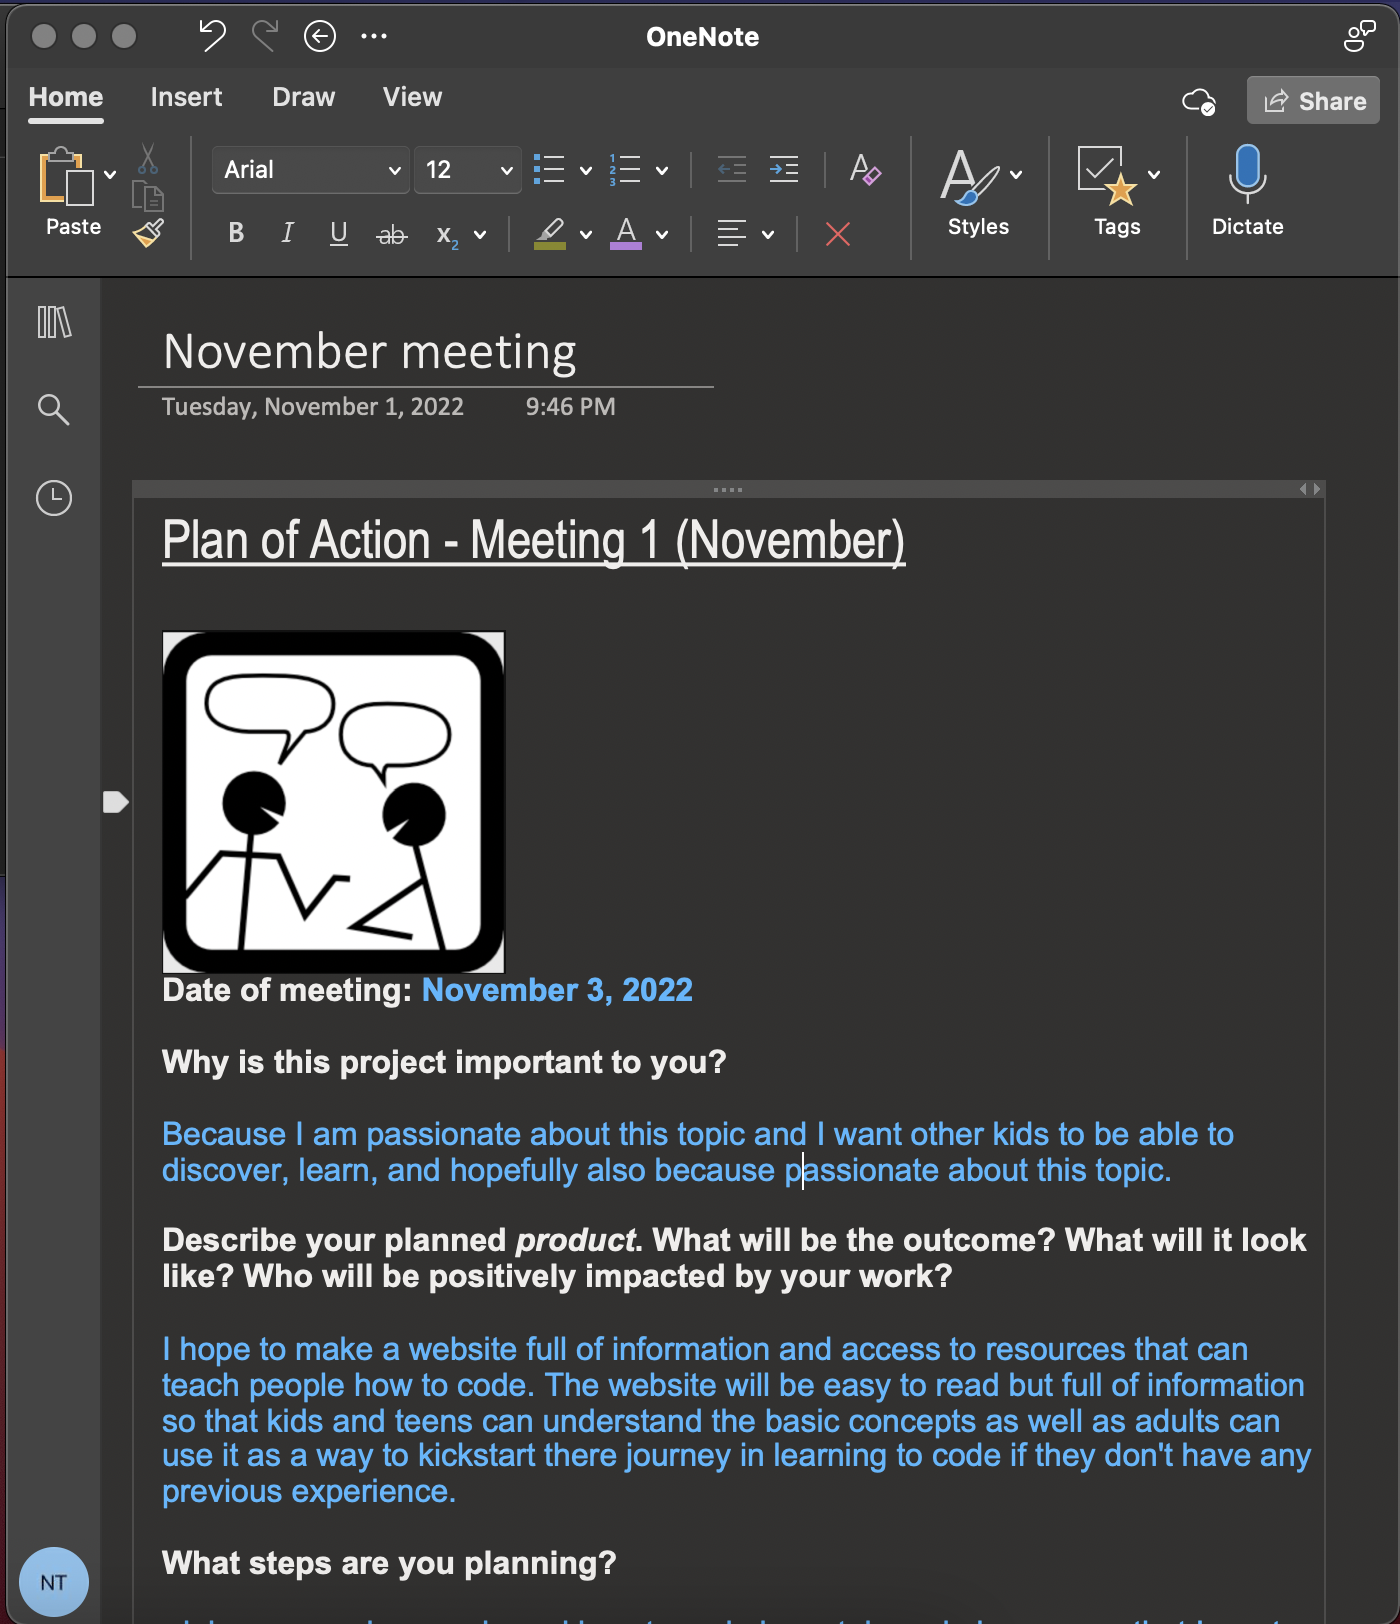 OneNote
Home Insert Draw View
Share
Paste
Arial 12
B I U ab x2
A
Styles
Tags
Dictate
November meeting
Tuesday, November 1, 2022 9:46 PM
Plan of Action - Meeting 1 (November)
Date of meeting: November 3, 2022
Why is this project important to you?
Because I am passionate about this topic and I want other kids to be able to
discover, learn, and hopefully also because passionate about this topic.
Describe your planned product. What will be the outcome? What will it look
like? Who will be positively impacted by your work?
I hope to make a website full of information and access to resources that can
teach people how to code. The website will be easy to read but full of information
so that kids and teens can understand the basic concepts as well as adults can
use it as a way to kickstart there journey in learning to code if they don't have any
previous experience.
What steps are you planning?
NT